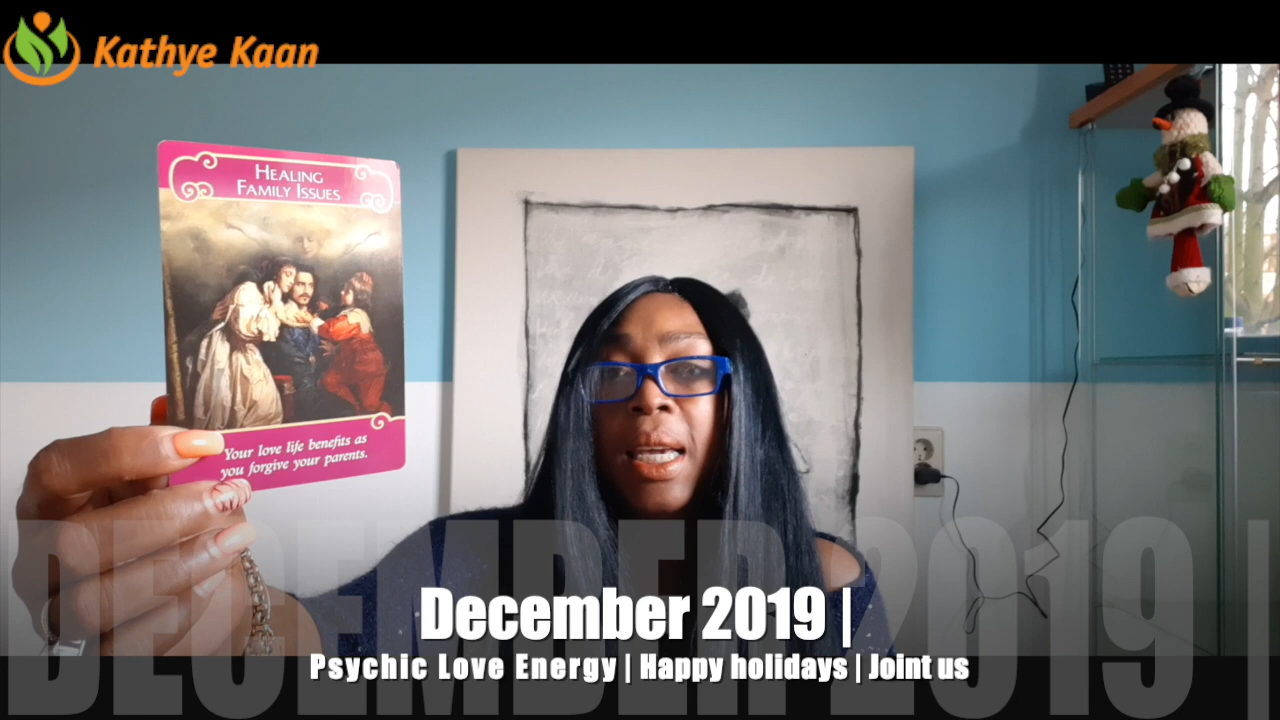 Kathye Kaan
HEALING
FAMILY ISSUES
Your love life benefits as
you forgive your parents.
DECEMBER 2019 |
December 2019 |
Psychic Love Energy | Happy holidays | Joint us